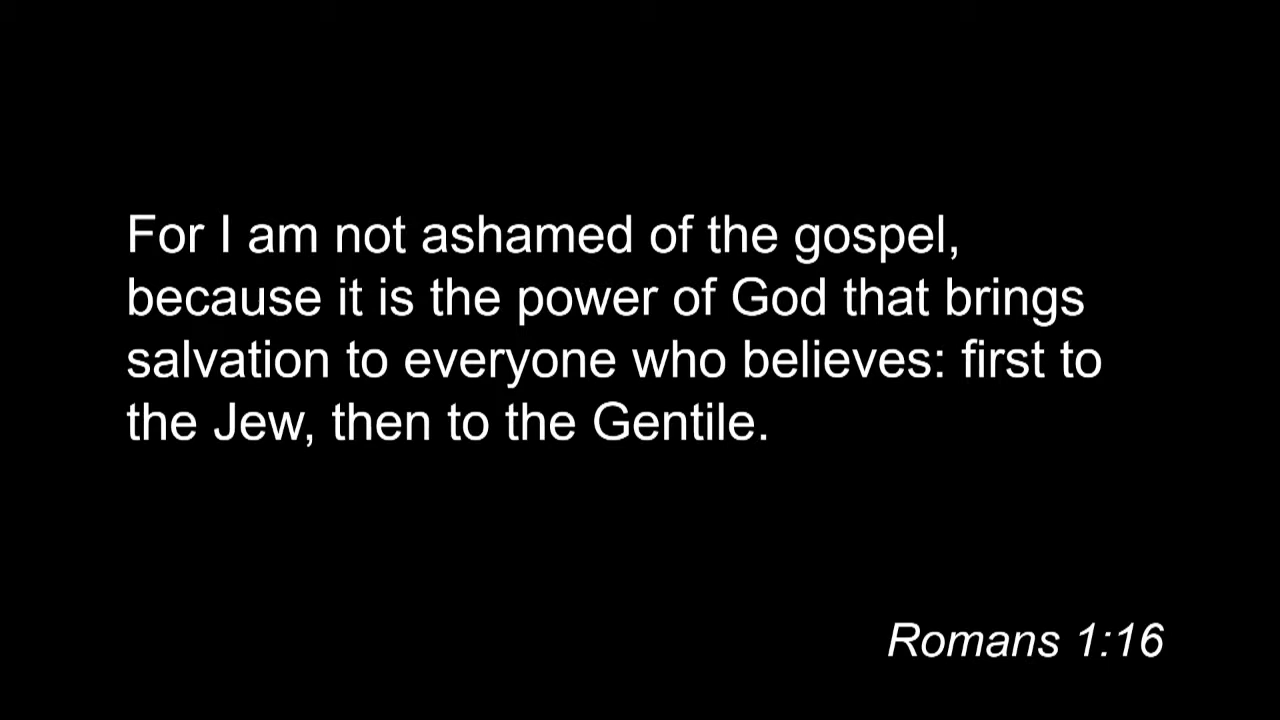 For I am not ashamed of the gospel,
because it is the power of God that brings
salvation to everyone who believes: first to
the Jew, then to the Gentile.
Romans 1:16